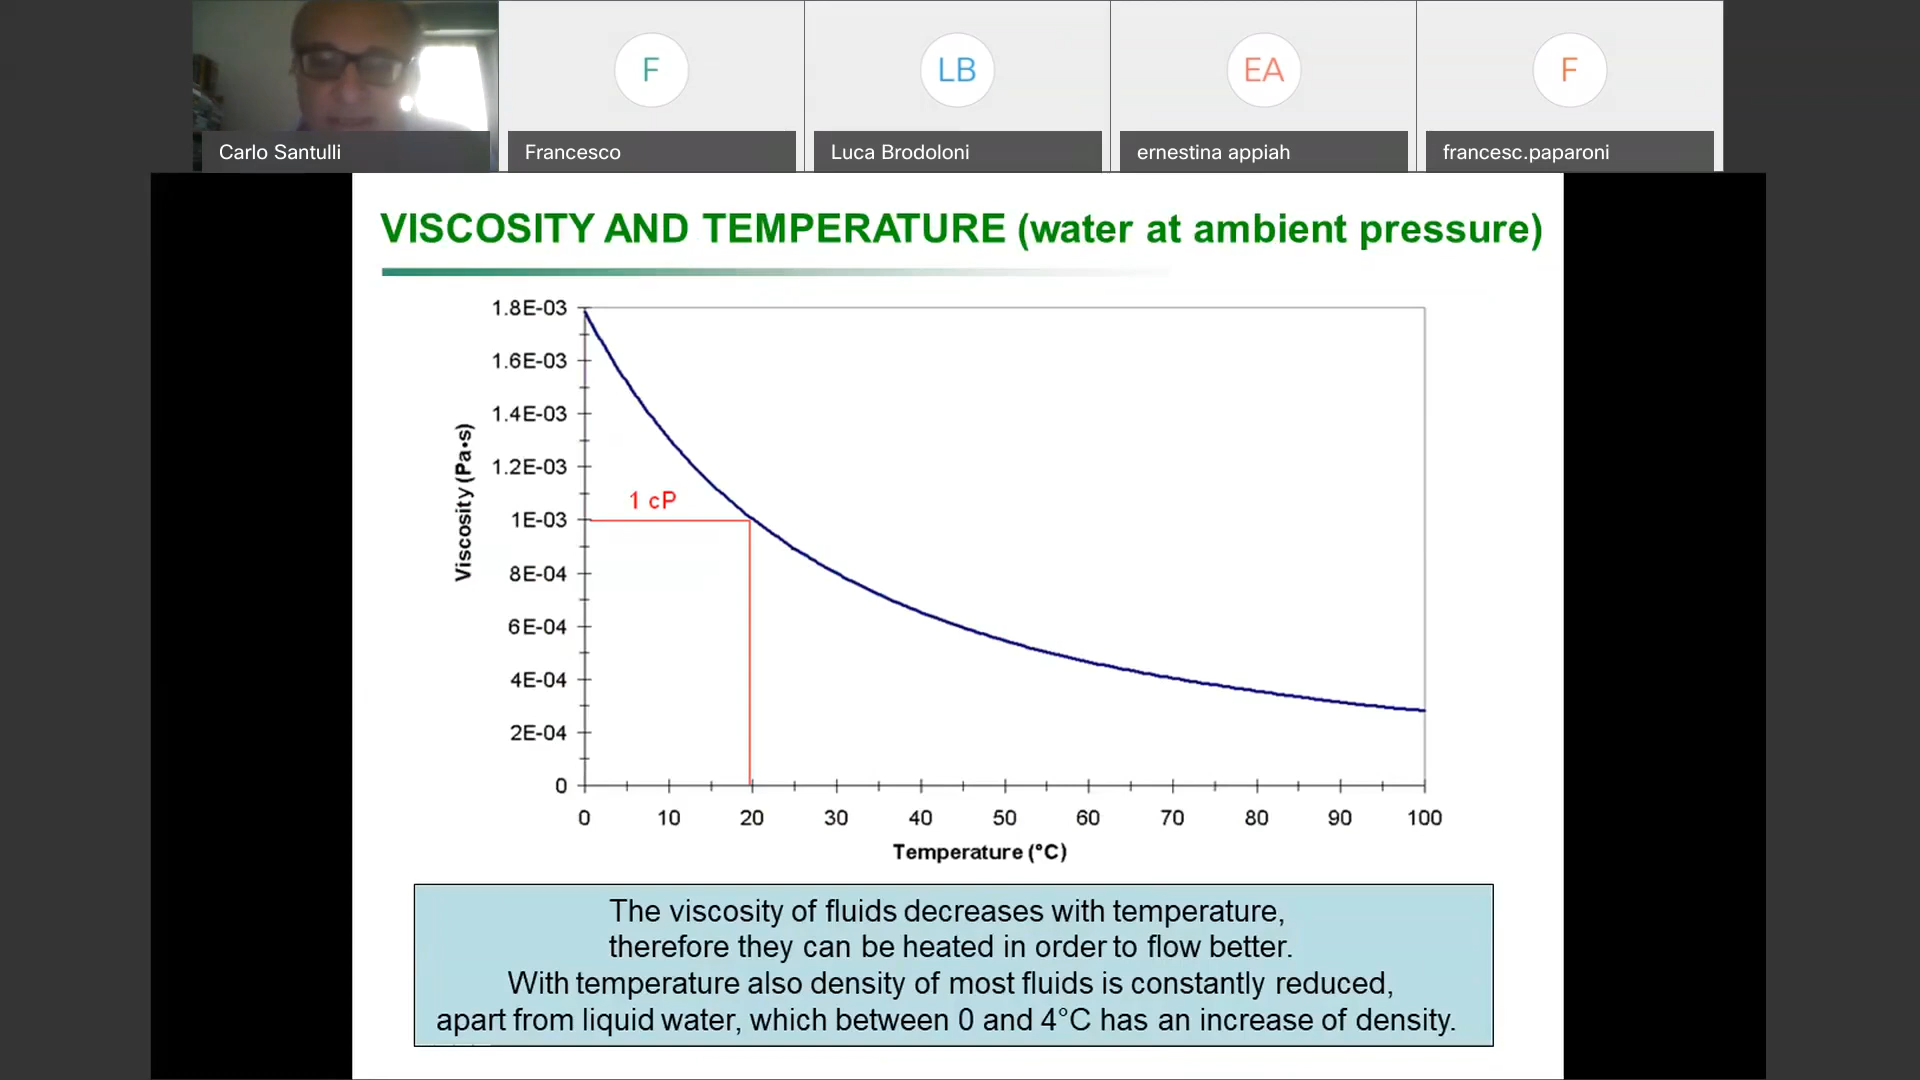 F
LB
EA
F
Carlo Santulli
Francesco
Luca Brodoloni
ernestina appiah
francesc.paparoni
VISCOSITY AND TEMPERATURE (water at ambient pressure)
1.8E-03
1.6E-03
1.4E-03
1.2E-03
1E-03
8E-04
6E-04
4E-04
2E-04
0
Viscosity (Pa•s)
1 cP
0 10 20 30 40 50 60 70 80 90 100
Temperature (°C)
The viscosity of fluids decreases with temperature,
therefore they can be heated in order to flow better.
With temperature also density of most fluids is constantly reduced,
apart from liquid water, which between 0 and 4°C has an increase of density.